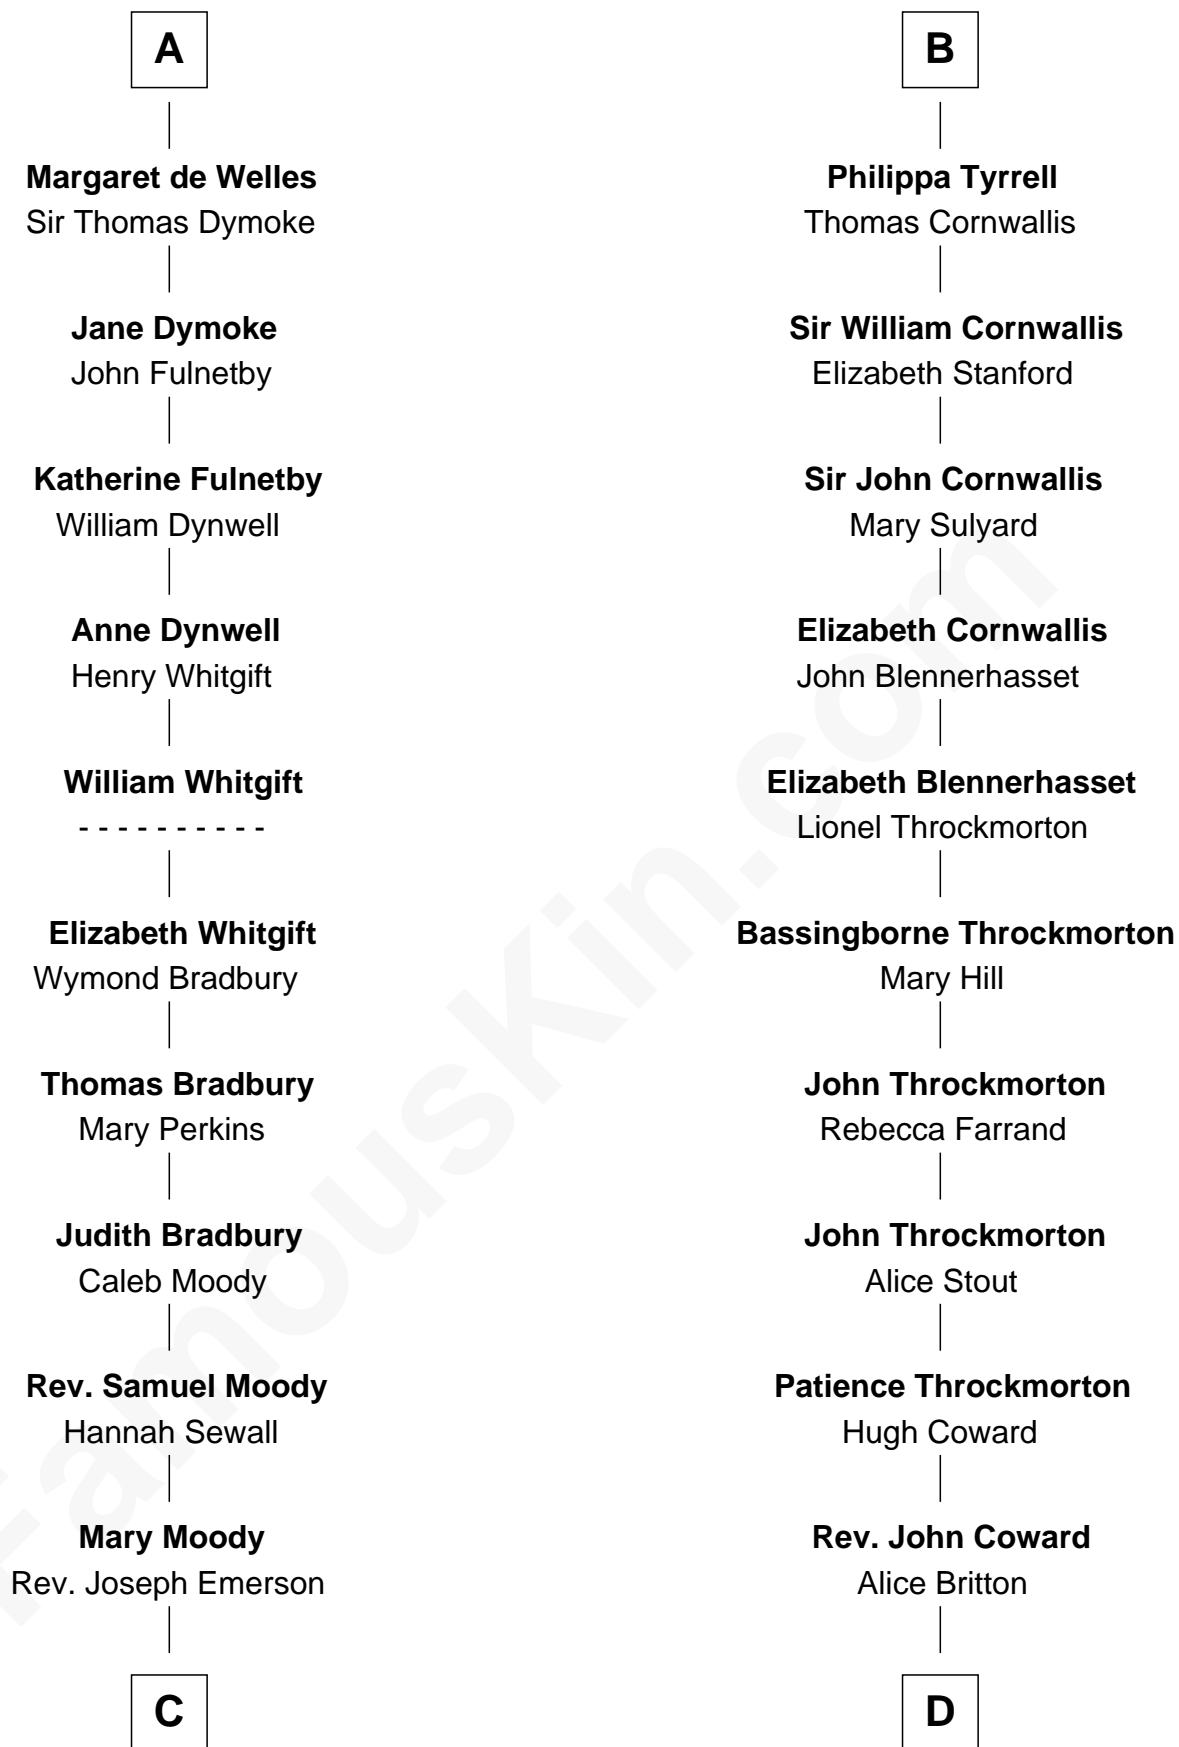 A
Margaret de Welles
Sir Thomas Dymoke
Jane Dymoke
John Fulnetby
Katherine Fulnetby
William Dynwell
Anne Dynwell
Henry Whitgift
William Whitgift
- - - - - - - - - -
Elizabeth Whitgift
Wymond Bradbury
Thomas Bradbury
Mary Perkins
Judith Bradbury
Caleb Moody
Rev. Samuel Moody
Hannah Sewall
Mary Moody
Rev. Joseph Emerson
C
B
Philippa Tyrrell
Thomas Cornwallis
Sir William Cornwallis
Elizabeth Stanford
Sir John Cornwallis
Mary Sulyard
Elizabeth Cornwallis
John Blennerhasset
Elizabeth Blennerhasset
Lionel Throckmorton
Bassingborne Throckmorton
Mary Hill
John Throckmorton
Rebecca Farrand
John Throckmorton
Alice Stout
Patience Throckmorton
Hugh Coward
Rev. John Coward
Alice Britton
D
FamousKin.com